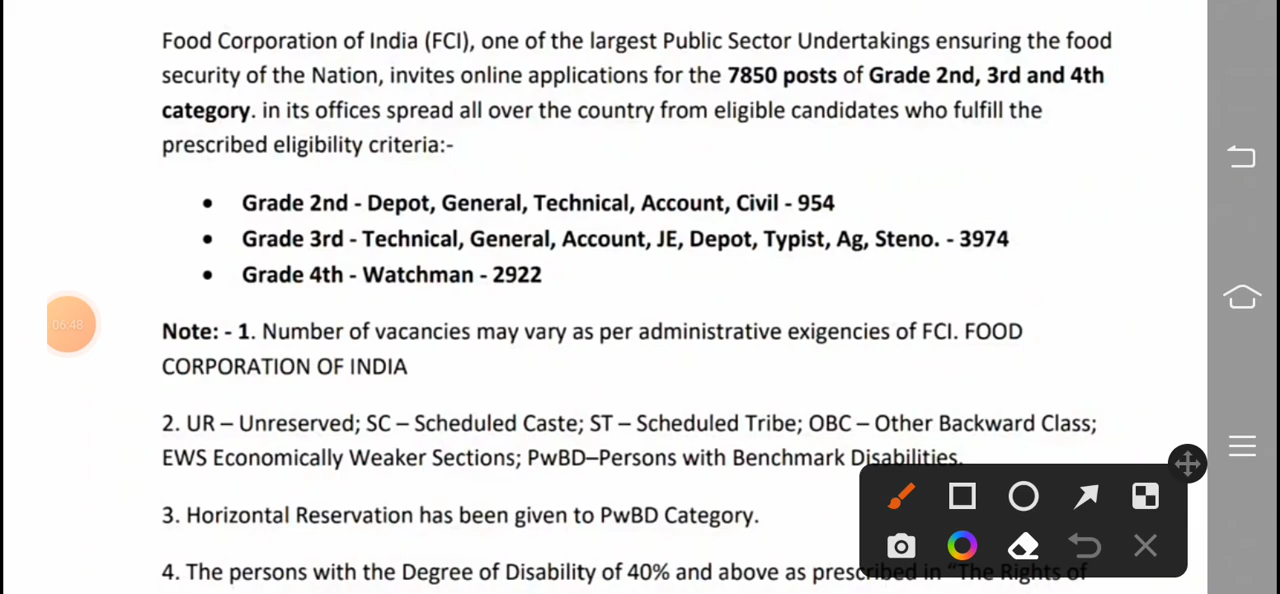 Food Corporation of India (FCI), one of the largest Public Sector Undertakings ensuring the food
security of the Nation, invites online applications for the 7850 posts of Grade 2nd, 3rd and 4th
category. in its offices spread all over the country from eligible candidates who fulfill the
prescribed eligibility criteria:-
• Grade 2nd - Depot, General, Technical, Account, Civil - 954
• Grade 3rd - Technical, General, Account, JE, Depot, Typist, Ag, Steno. - 3974
• Grade 4th - Watchman - 2922
06:48
Note: - 1. Number of vacancies may vary as per administrative exigencies of FCI. FOOD
CORPORATION OF INDIA
2. UR – Unreserved; SC – Scheduled Caste; ST – Scheduled Tribe; OBC – Other Backward Class;
EWS Economically Weaker Sections; PwBD–Persons with Benchmark Disabilities.
3. Horizontal Reservation has been given to PwBD Category.
4. The persons with the Degree of Disability of 40% and above as prescribed in “The Rights of